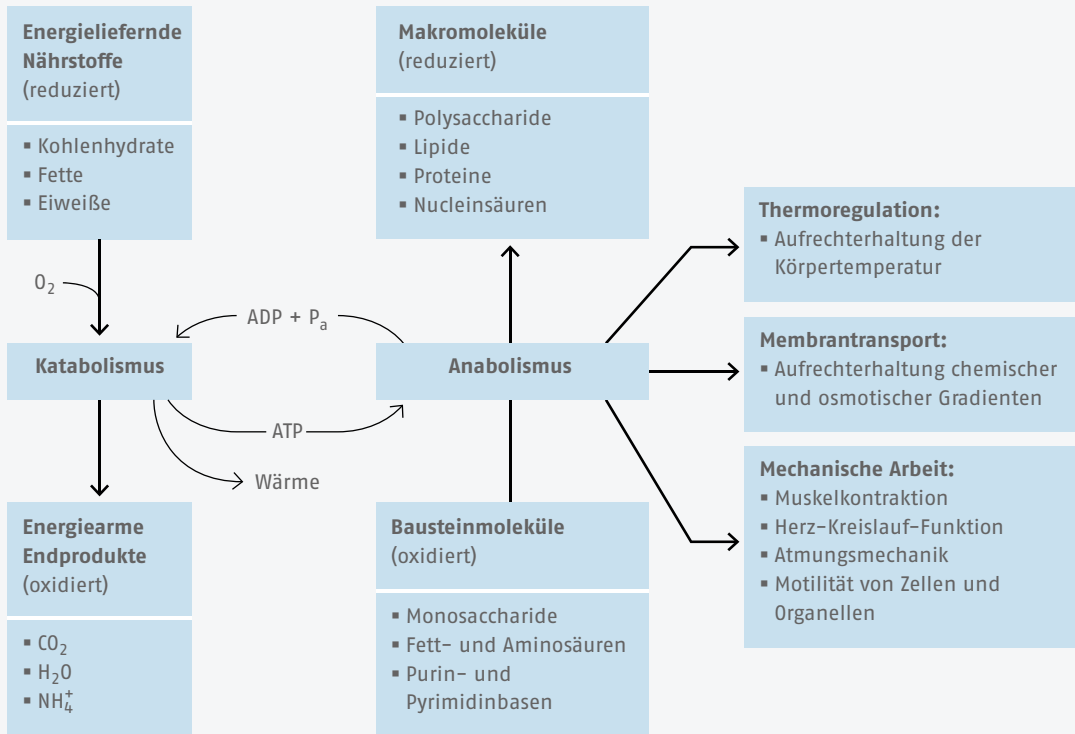 Energieliefernde
Nährstoffe
(reduziert)
▪ Kohlenhydrate
▪ Fette
▪ Eiweiße
O₂
Katabolismus
Energiearme
Endprodukte
(oxidiert)
▪ CO₂
▪ H₂O
▪ NH₄⁺
ADP + Pₐ
ATP
Wärme
Makromoleküle
(reduziert)
▪ Polysaccharide
▪ Lipide
▪ Proteine
▪ Nucleinsäuren
Anabolismus
Bausteinmoleküle
(oxidiert)
▪ Monosaccharide
▪ Fett- und Aminosäuren
▪ Purin- und
Pyrimidinbasen
Thermoregulation:
▪ Aufrechterhaltung der
Körpertemperatur
Membrantransport:
▪ Aufrechterhaltung chemischer
und osmotischer Gradienten
Mechanische Arbeit:
▪ Muskelkontraktion
▪ Herz-Kreislauf-Funktion
▪ Atmungsmechanik
▪ Motilität von Zellen und
Organellen